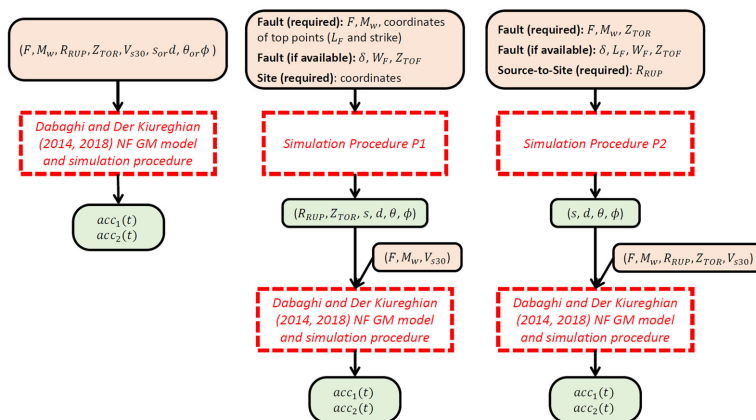 (F, M_w, R_RUP, Z_TOR, V_s30, s_or d, θ_or ϕ)
Dabaghi and Der Kiureghian
(2014, 2018) NF GM model
and simulation procedure
acc_1(t)
acc_2(t)
Fault (required): F, M_w, coordinates
of top points (L_F and strike)
Fault (if available): δ, W_F, Z_TOF
Site (required): coordinates
Simulation Procedure P1
(R_RUP, Z_TOR, s, d, θ, ϕ)
(F, M_w, V_s30)
Dabaghi and Der Kiureghian
(2014, 2018) NF GM model
and simulation procedure
acc_1(t)
acc_2(t)
Fault (required): F, M_w, Z_TOR
Fault (if available): δ, L_F, W_F, Z_TOF
Source-to-Site (required): R_RUP
Simulation Procedure P2
(s, d, θ, ϕ)
(F, M_w, R_RUP, Z_TOR, V_s30)
Dabaghi and Der Kiureghian
(2014, 2018) NF GM model
and simulation procedure
acc_1(t)
acc_2(t)